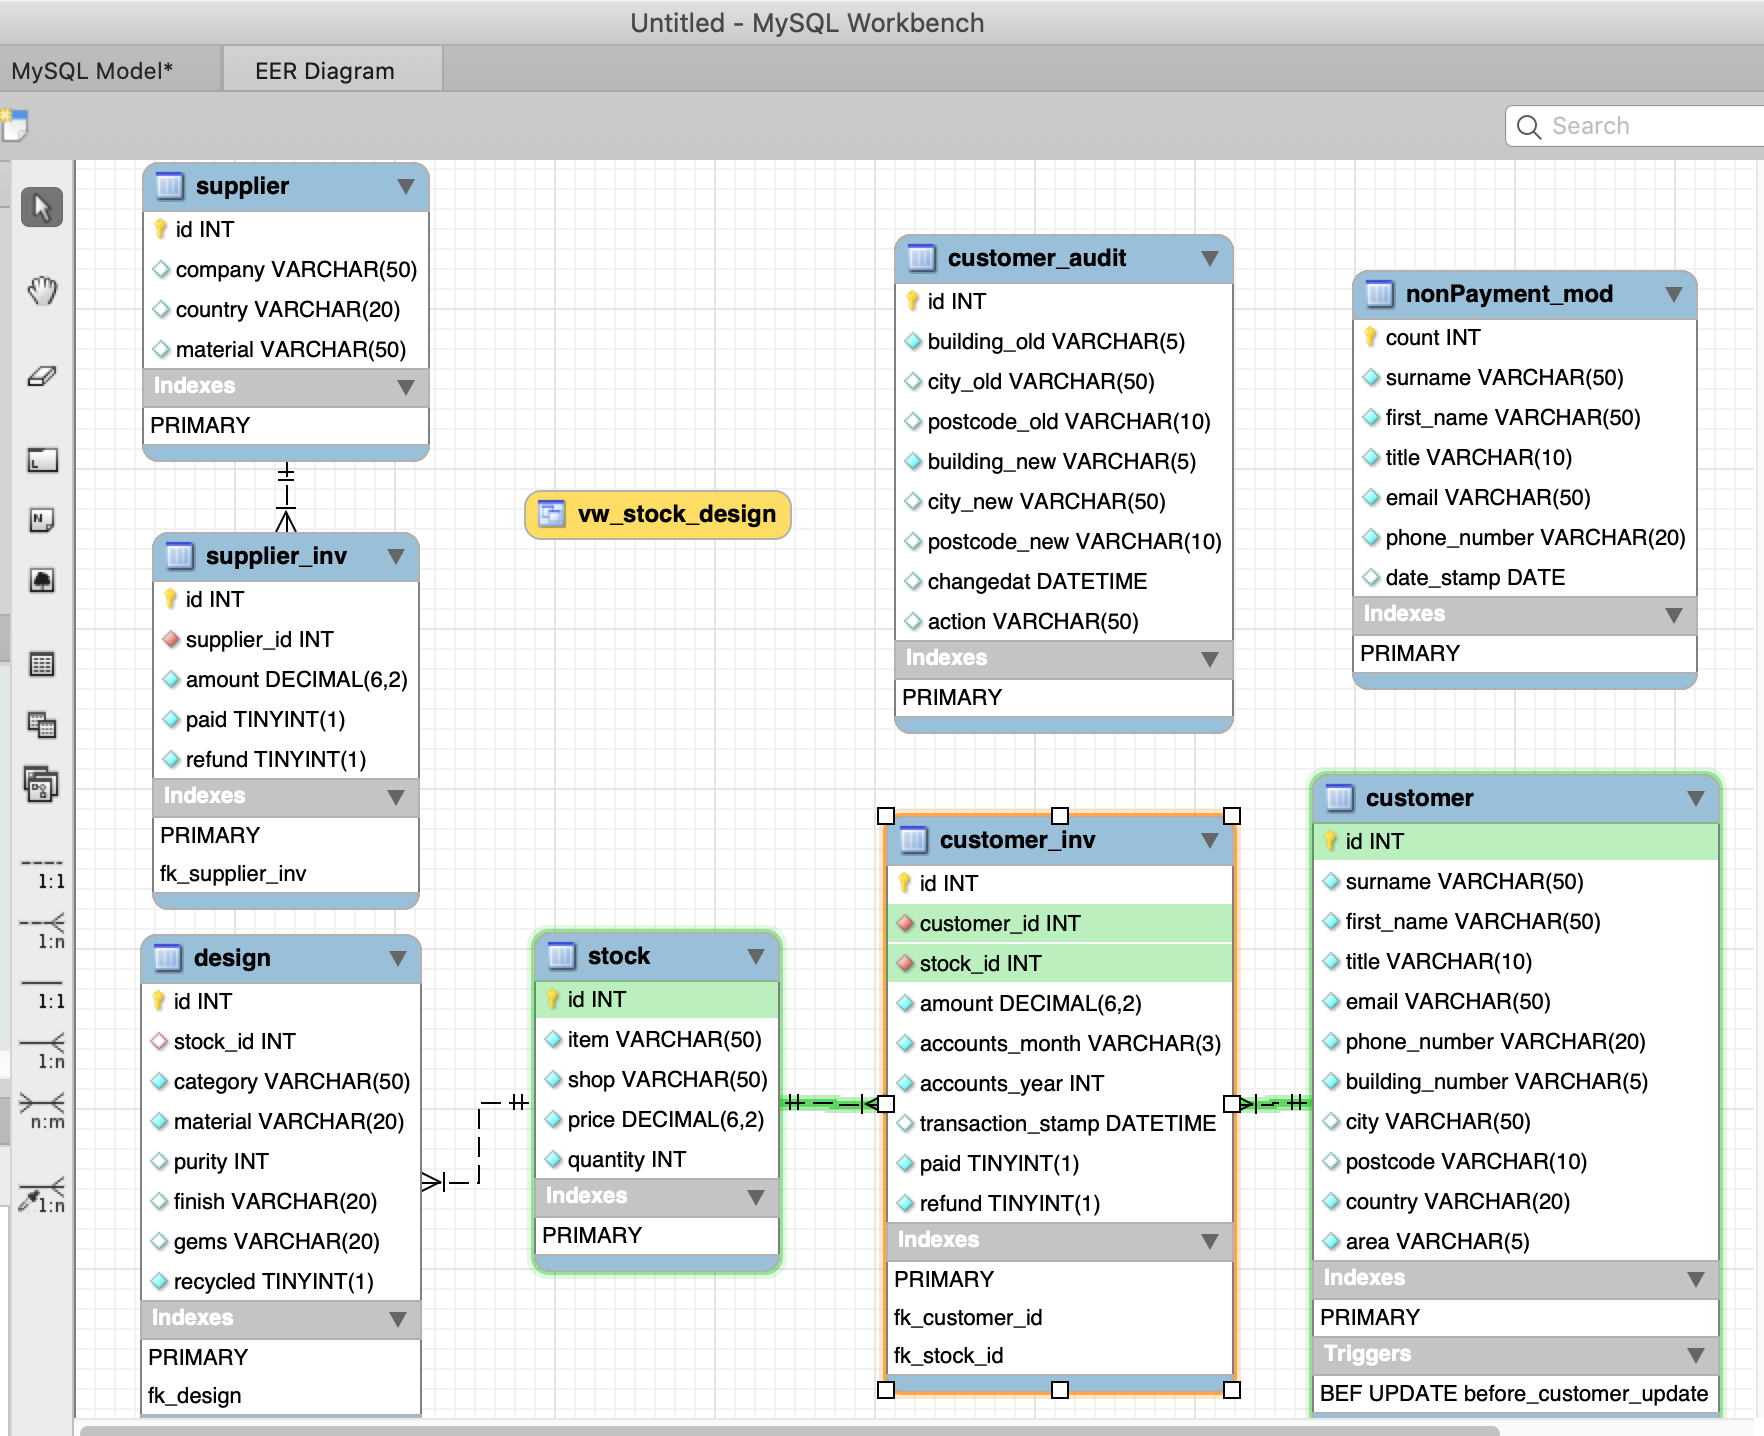 Untitled - MySQL Workbench
MySQL Model*
EER Diagram
Search
supplier
id INT
company VARCHAR(50)
country VARCHAR(20)
material VARCHAR(50)
Indexes
PRIMARY
supplier_inv
id INT
supplier_id INT
amount DECIMAL(6,2)
paid TINYINT(1)
refund TINYINT(1)
Indexes
PRIMARY
fk_supplier_inv
design
id INT
stock_id INT
category VARCHAR(50)
material VARCHAR(20)
purity INT
finish VARCHAR(20)
gems VARCHAR(20)
recycled TINYINT(1)
Indexes
PRIMARY
fk_design
vw_stock_design
stock
id INT
item VARCHAR(50)
shop VARCHAR(50)
price DECIMAL(6,2)
quantity INT
Indexes
PRIMARY
customer_audit
id INT
building_old VARCHAR(5)
city_old VARCHAR(50)
postcode_old VARCHAR(10)
building_new VARCHAR(5)
city_new VARCHAR(50)
postcode_new VARCHAR(10)
changedat DATETIME
action VARCHAR(50)
Indexes
PRIMARY
customer_inv
id INT
customer_id INT
stock_id INT
amount DECIMAL(6,2)
accounts_month VARCHAR(3)
accounts_year INT
transaction_stamp DATETIME
paid TINYINT(1)
refund TINYINT(1)
Indexes
PRIMARY
fk_customer_id
fk_stock_id
nonPayment_mod
count INT
surname VARCHAR(50)
first_name VARCHAR(50)
title VARCHAR(10)
email VARCHAR(50)
phone_number VARCHAR(20)
date_stamp DATE
Indexes
PRIMARY
customer
id INT
surname VARCHAR(50)
first_name VARCHAR(50)
title VARCHAR(10)
email VARCHAR(50)
phone_number VARCHAR(20)
building_number VARCHAR(5)
city VARCHAR(50)
postcode VARCHAR(10)
country VARCHAR(20)
area VARCHAR(5)
Indexes
PRIMARY
Triggers
BEF UPDATE before_customer_update
N
1:1
1:n
1:1
1:n
n:m
1:n